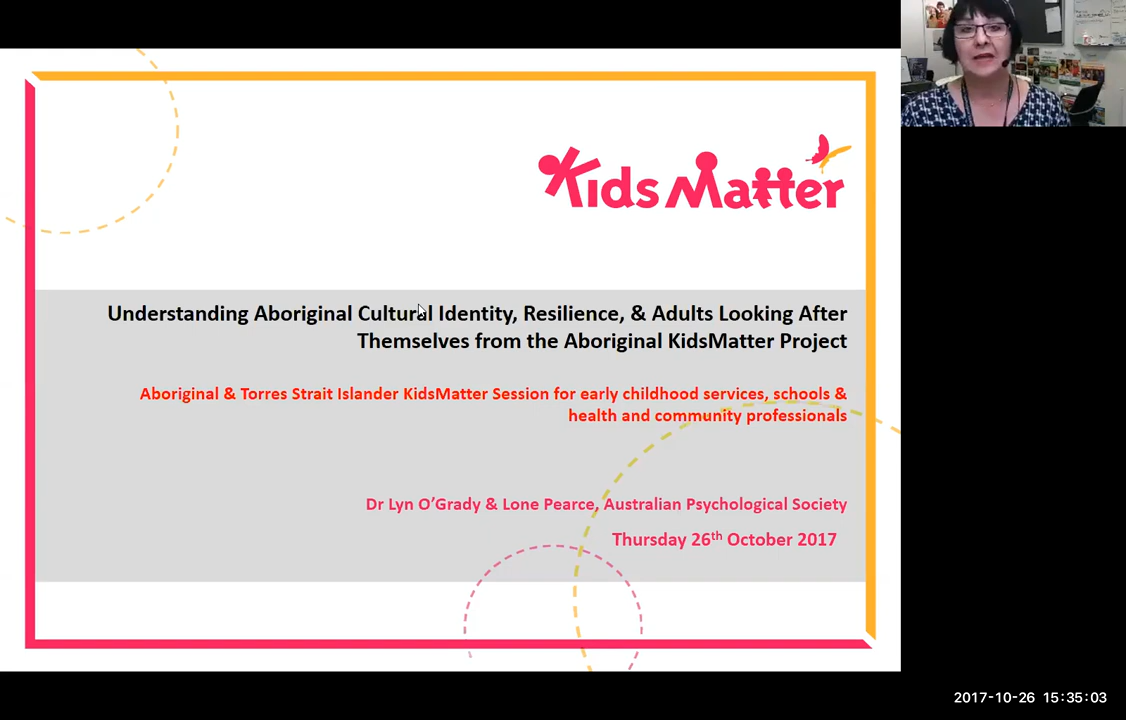 KidsMatter
Understanding Aboriginal Cultural Identity, Resilience, & Adults Looking After
Themselves from the Aboriginal KidsMatter Project
Aboriginal & Torres Strait Islander KidsMatter Session for early childhood services, schools &
health and community professionals
Dr Lyn O’Grady & Lone Pearce, Australian Psychological Society
Thursday 26th October 2017
2017-10-26 15:35:03